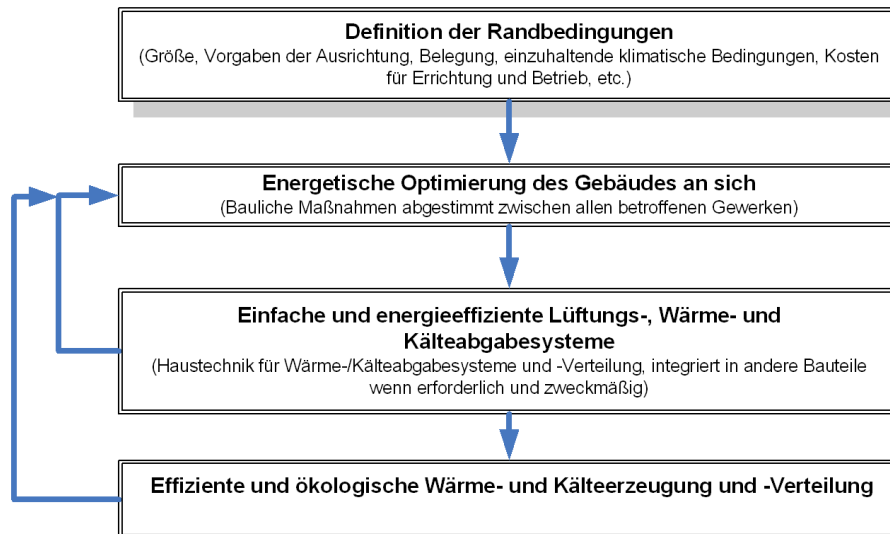 Definition der Randbedingungen
(Größe, Vorgaben der Ausrichtung, Belegung, einzuhaltende klimatische Bedingungen, Kosten
für Errichtung und Betrieb, etc.)
Energetische Optimierung des Gebäudes an sich
(Bauliche Maßnahmen abgestimmt zwischen allen betroffenen Gewerken)
Einfache und energieeffiziente Lüftungs-, Wärme- und
Kälteabgabesysteme
(Haustechnik für Wärme-/Kälteabgabesysteme und -Verteilung, integriert in andere Bauteile
wenn erforderlich und zweckmäßig)
Effiziente und ökologische Wärme- und Kälteerzeugung und -Verteilung